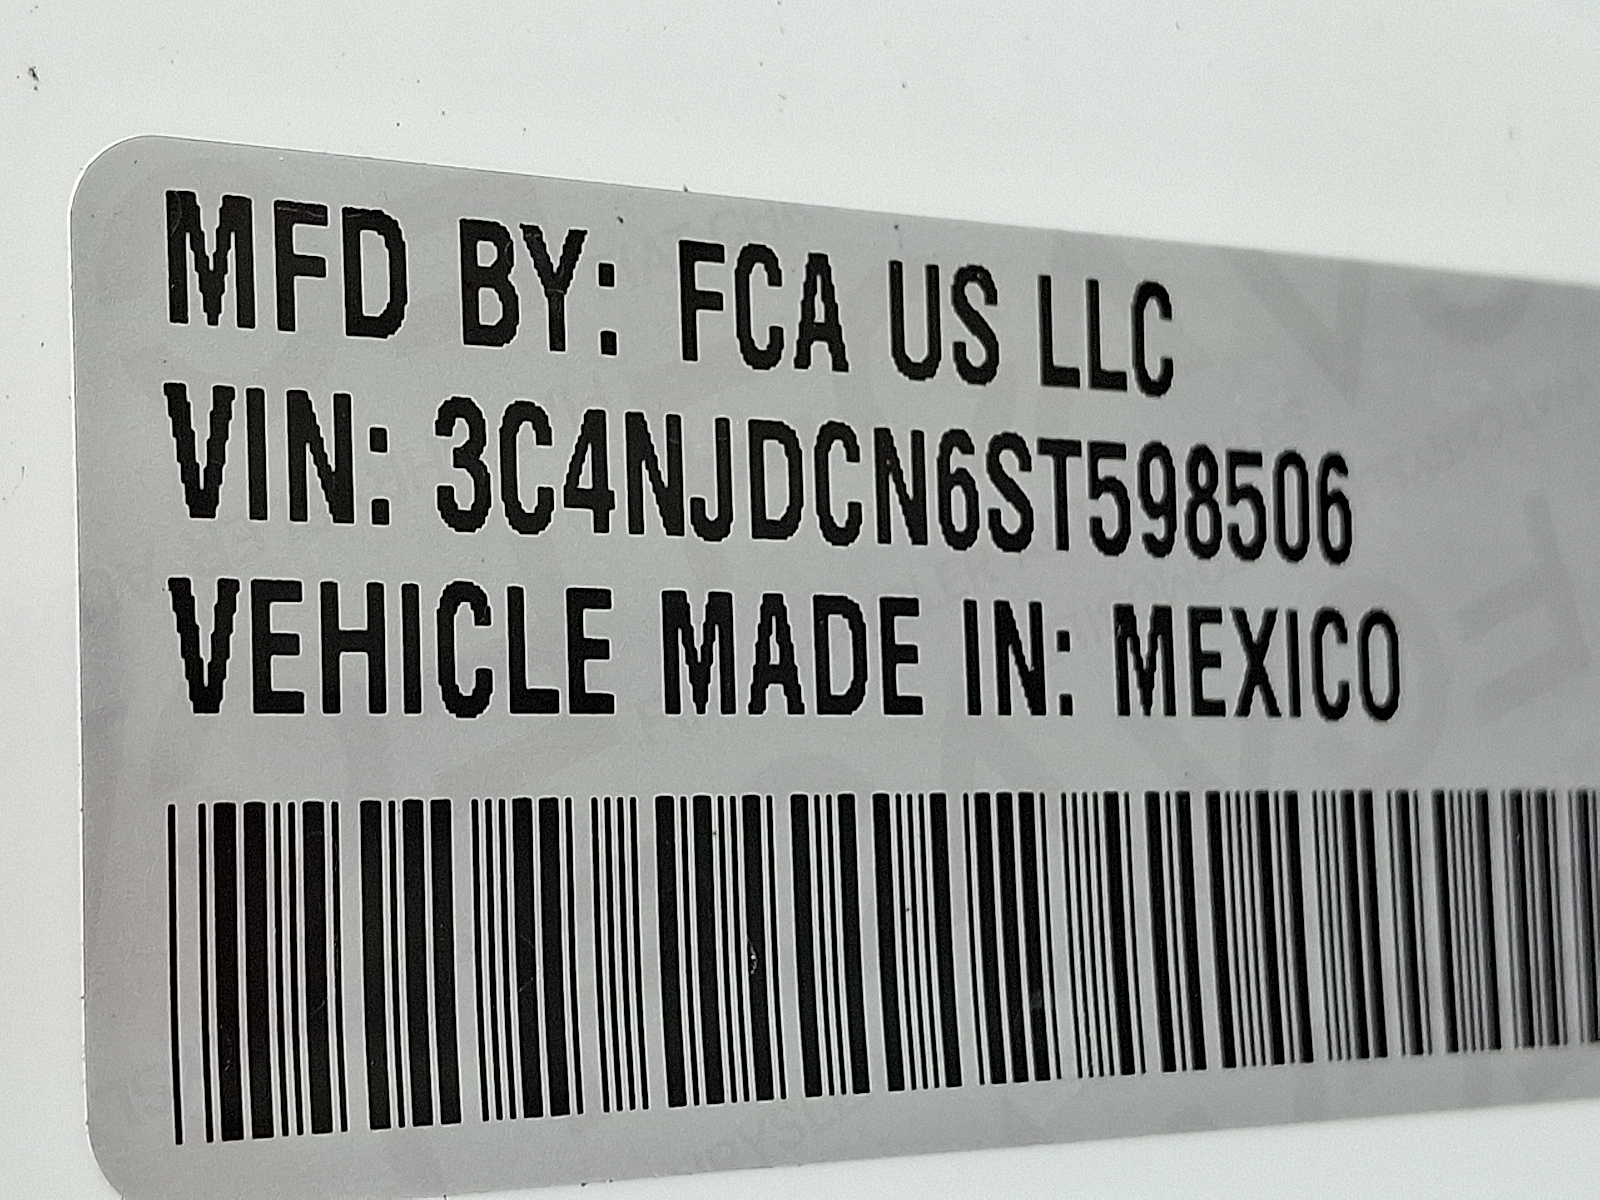 MFD BY: FCA US LLC
VIN: 3C4NJDCN6ST598506
VEHICLE MADE IN: MEXICO